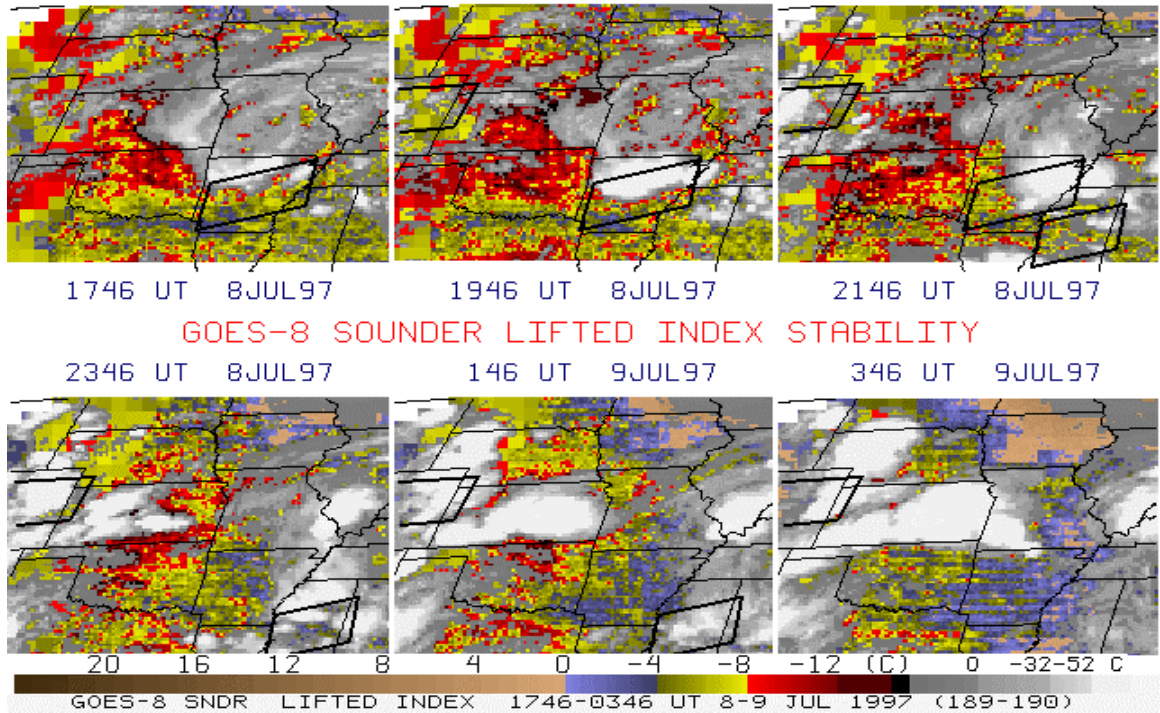 1746 UT 8JUL97 1946 UT 8JUL97 2146 UT 8JUL97
GOES-8 SOUNDER LIFTED INDEX STABILITY
2346 UT 8JUL97 146 UT 9JUL97 346 UT 9JUL97
20 16 12 8 4 0 -4 -8 -12 (C) 0 -32-52 C
GOES-8 SNDR LIFTED INDEX 1746-0346 UT 8-9 JUL 1997 (189-190)